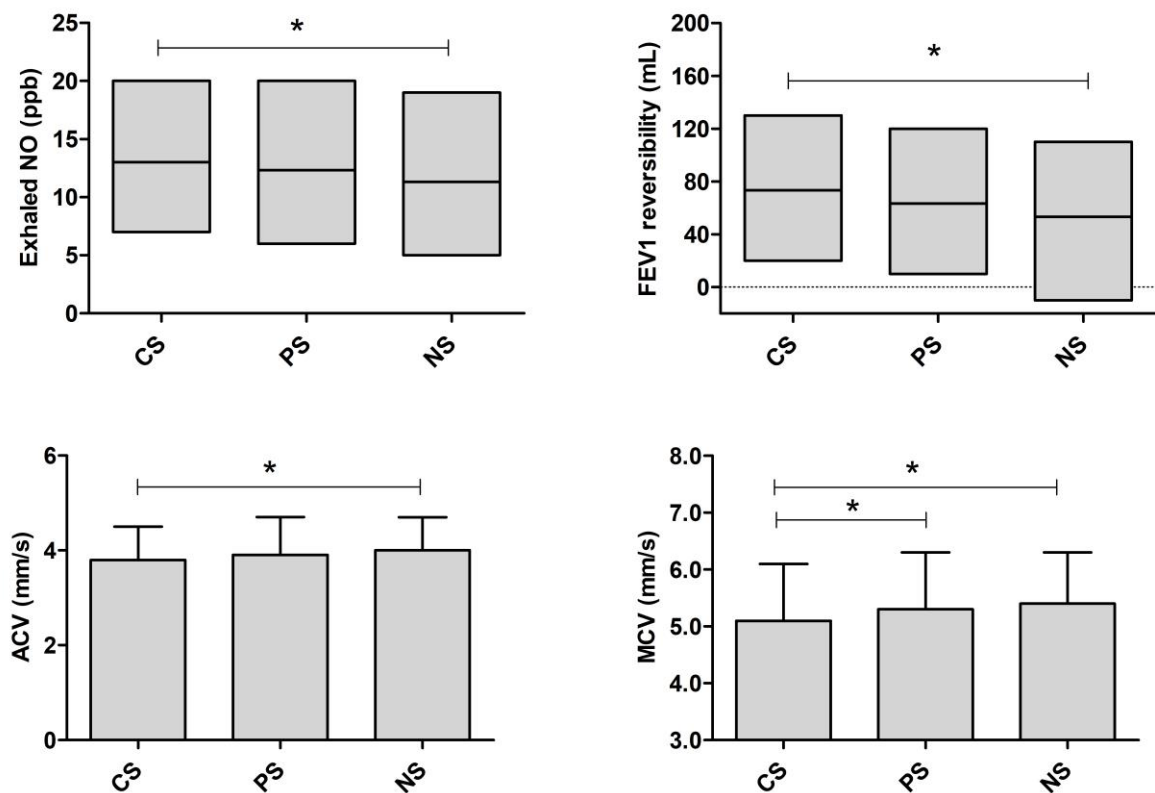 Exhaled NO (ppb)
25
20
15
10
5
0
*
CS
PS
NS
FEV1 reversibility (mL)
200
160
120
80
40
0
*
CS
PS
NS
ACV (mm/s)
6
4
2
0
*
CS
PS
NS
MCV (mm/s)
8.0
7.0
6.0
5.0
4.0
3.0
*
*
CS
PS
NS